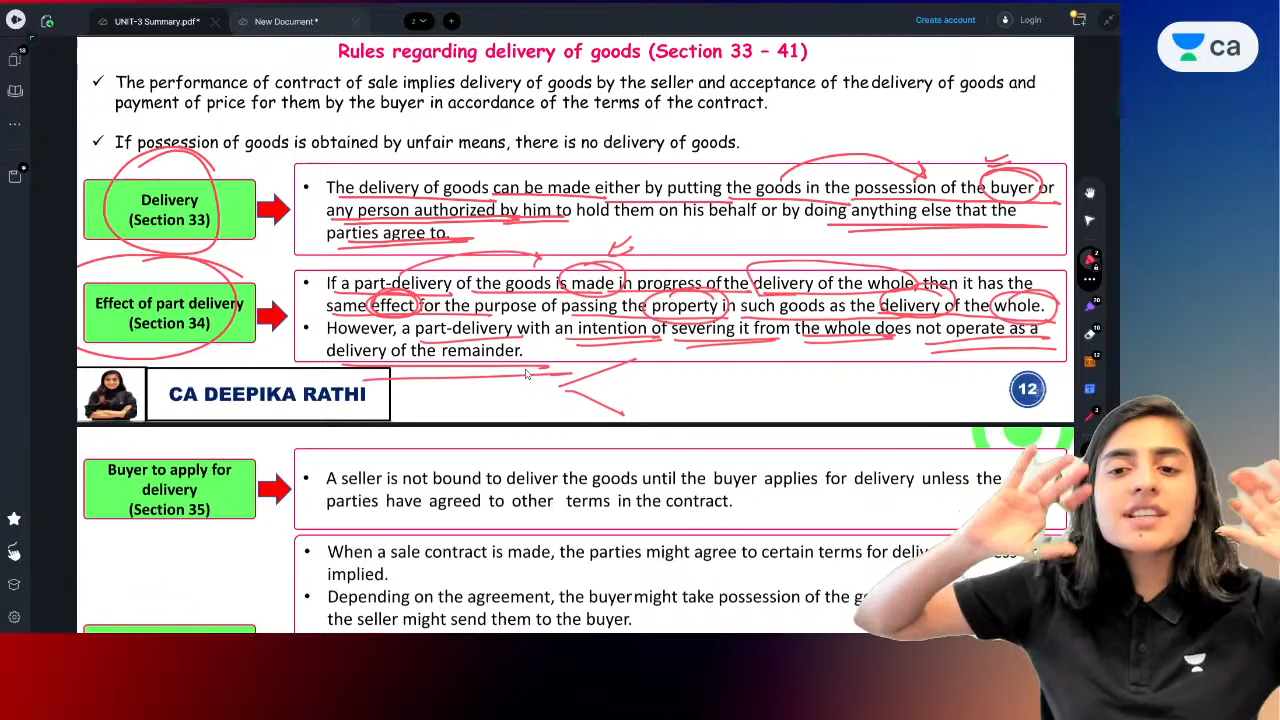 UNIT-3 Summary.pdf*
New Document*
2
Create account
Login
18
ca
Rules regarding delivery of goods (Section 33 – 41)
✓ The performance of contract of sale implies delivery of goods by the seller and acceptance of the delivery of goods and
payment of price for them by the buyer in accordance of the terms of the contract.
✓ If possession of goods is obtained by unfair means, there is no delivery of goods.
Delivery
(Section 33)
• The delivery of goods can be made either by putting the goods in the possession of the buyer or
any person authorized by him to hold them on his behalf or by doing anything else that the
parties agree to.
Effect of part delivery
(Section 34)
• If a part-delivery of the goods is made in progress of the delivery of the whole, then it has the
same effect for the purpose of passing the property in such goods as the delivery of the whole.
• However, a part-delivery with an intention of severing it from the whole does not operate as a
delivery of the remainder.
CA DEEPIKA RATHI
12
2
20
12
3
Buyer to apply for
delivery
(Section 35)
• A seller is not bound to deliver the goods until the buyer applies for delivery unless the
parties have agreed to other terms in the contract.
• When a sale contract is made, the parties might agree to certain terms for
implied.
• Depending on the agreement, the buyer might take possession of the
the seller might send them to the buyer.